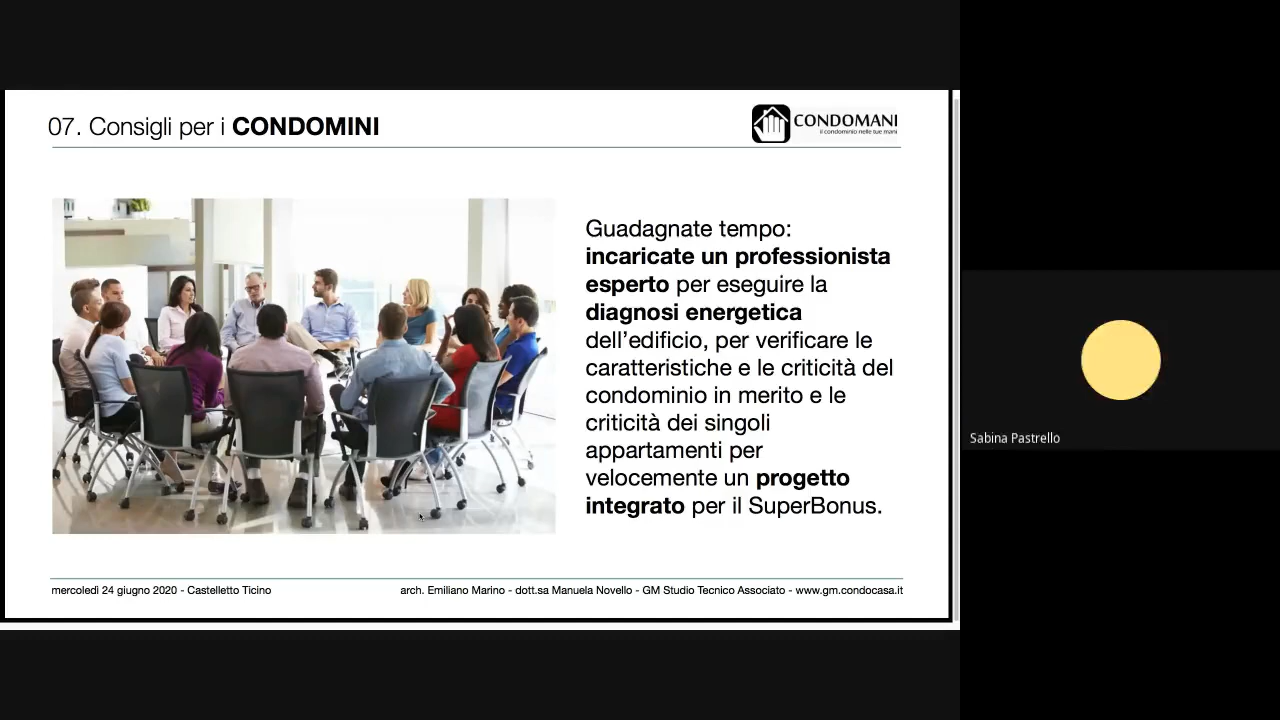 07. Consigli per i CONDOMINI
CONDOMANI
il condominio nelle tue mani
Guadagnate tempo:
incaricate un professionista
esperto per eseguire la
diagnosi energetica
dell’edificio, per verificare le
caratteristiche e le criticità del
condominio in merito e le
criticità dei singoli
appartamenti per
velocemente un progetto
integrato per il SuperBonus.
mercoledì 24 giugno 2020 - Castelletto Ticino
arch. Emiliano Marino - dott.sa Manuela Novello - GM Studio Tecnico Associato - www.gm.condocasa.it
Sabina Pastrello